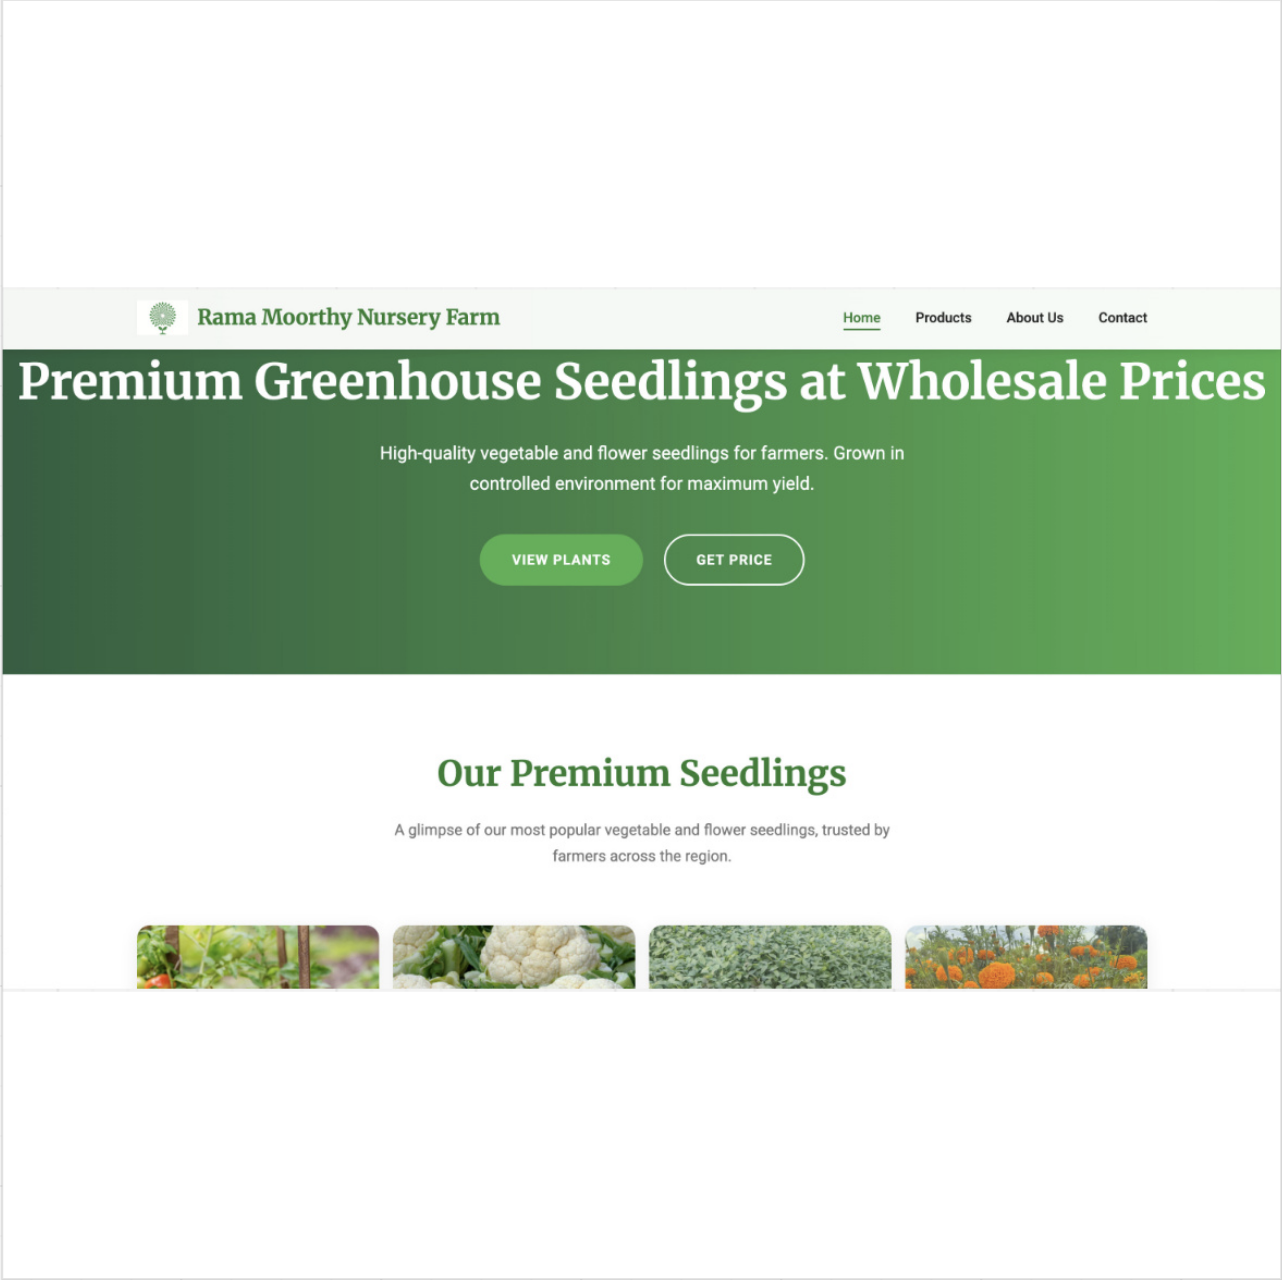 Rama Moorthy Nursery Farm
Home
Products
About Us
Contact
Premium Greenhouse Seedlings at Wholesale Prices
High-quality vegetable and flower seedlings for farmers. Grown in
controlled environment for maximum yield.
VIEW PLANTS
GET PRICE
Our Premium Seedlings
A glimpse of our most popular vegetable and flower seedlings, trusted by
farmers across the region.